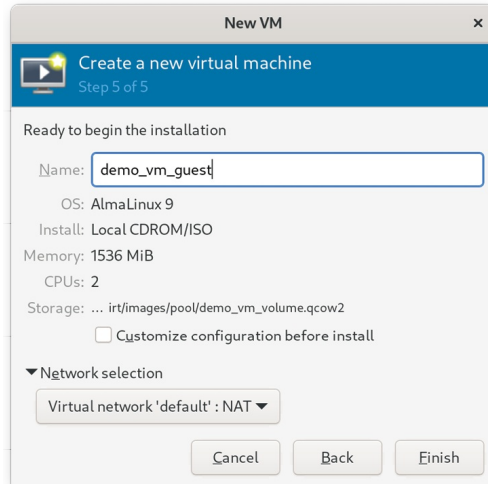 New VM ×
Create a new virtual machine
Step 5 of 5
Ready to begin the installation
Name: demo_vm_guest
OS: AlmaLinux 9
Install: Local CDROM/ISO
Memory: 1536 MiB
CPUs: 2
Storage: ... irt/images/pool/demo_vm_volume.qcow2
Customize configuration before install
Network selection
Virtual network 'default' : NAT
Cancel Back Finish